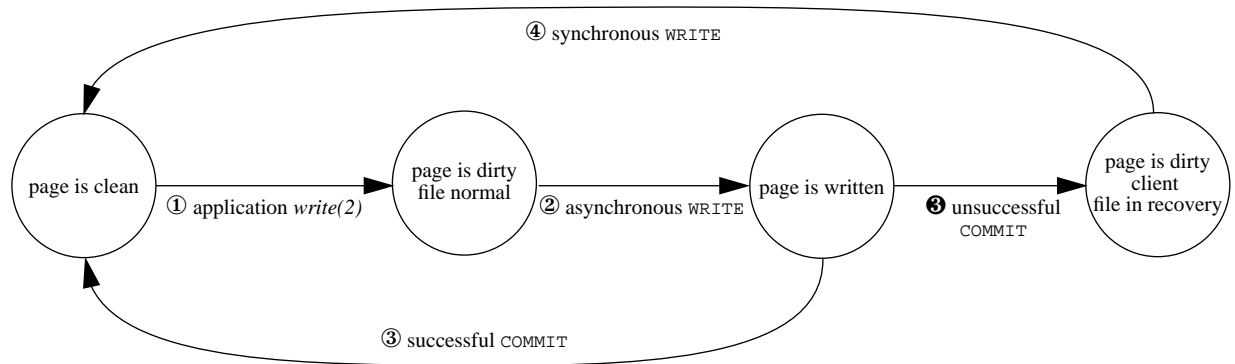 ④ synchronous WRITE
page is clean
① application write(2)
page is dirty
file normal
② asynchronous WRITE
page is written
❸ unsuccessful
COMMIT
page is dirty
client
file in recovery
③ successful COMMIT